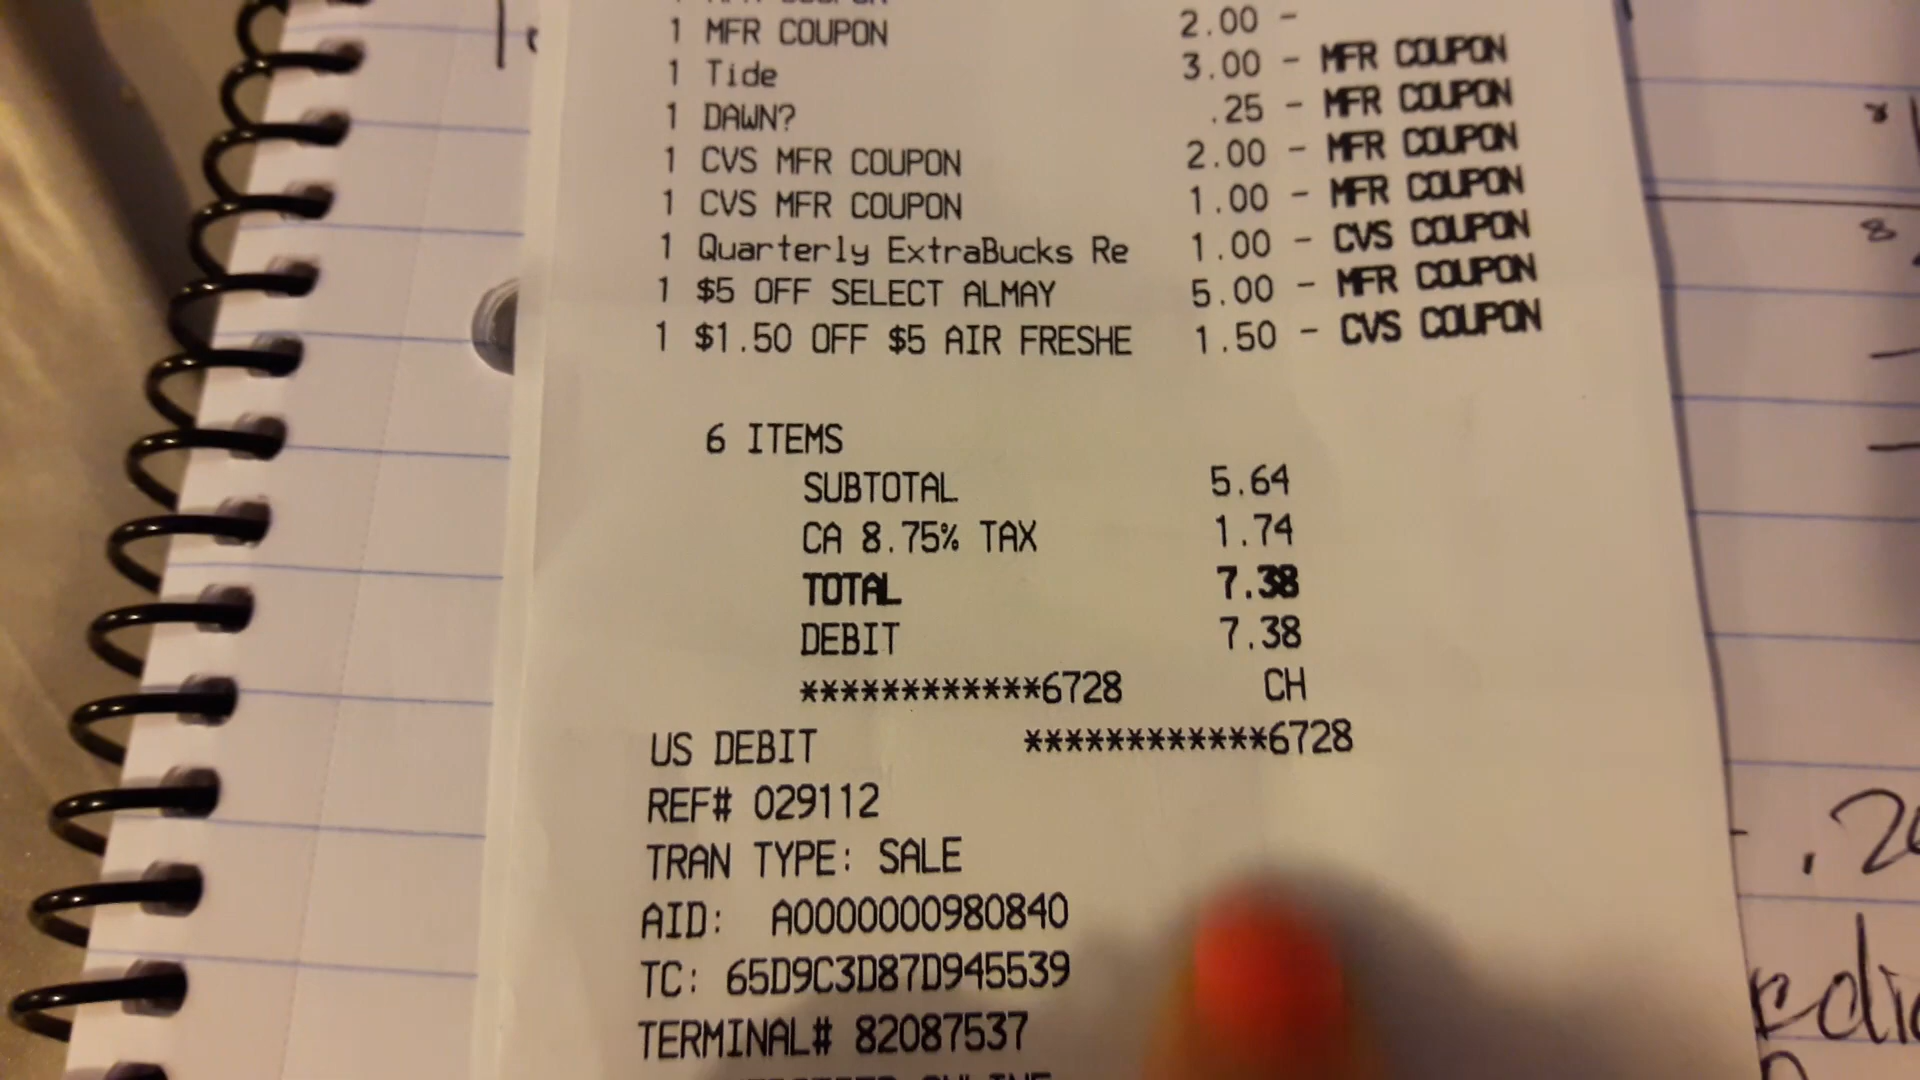 1 MFR COUPON 2.00 -
1 Tide 3.00 - MFR COUPON
1 DAWN? .25 - MFR COUPON
1 CVS MFR COUPON 2.00 - MFR COUPON
1 CVS MFR COUPON 1.00 - MFR COUPON
1 Quarterly ExtraBucks Re 1.00 - CVS COUPON
1 $5 OFF SELECT ALMAY 5.00 - MFR COUPON
1 $1.50 OFF $5 AIR FRESHE 1.50 - CVS COUPON
6 ITEMS
SUBTOTAL 5.64
CA 8.75% TAX 1.74
TOTAL 7.38
DEBIT 7.38
************6728 CH
US DEBIT ************6728
REF# 029112
TRAN TYPE: SALE
AID: A0000000980840
TC: 65D9C3D87D945539
TERMINAL# 82087537